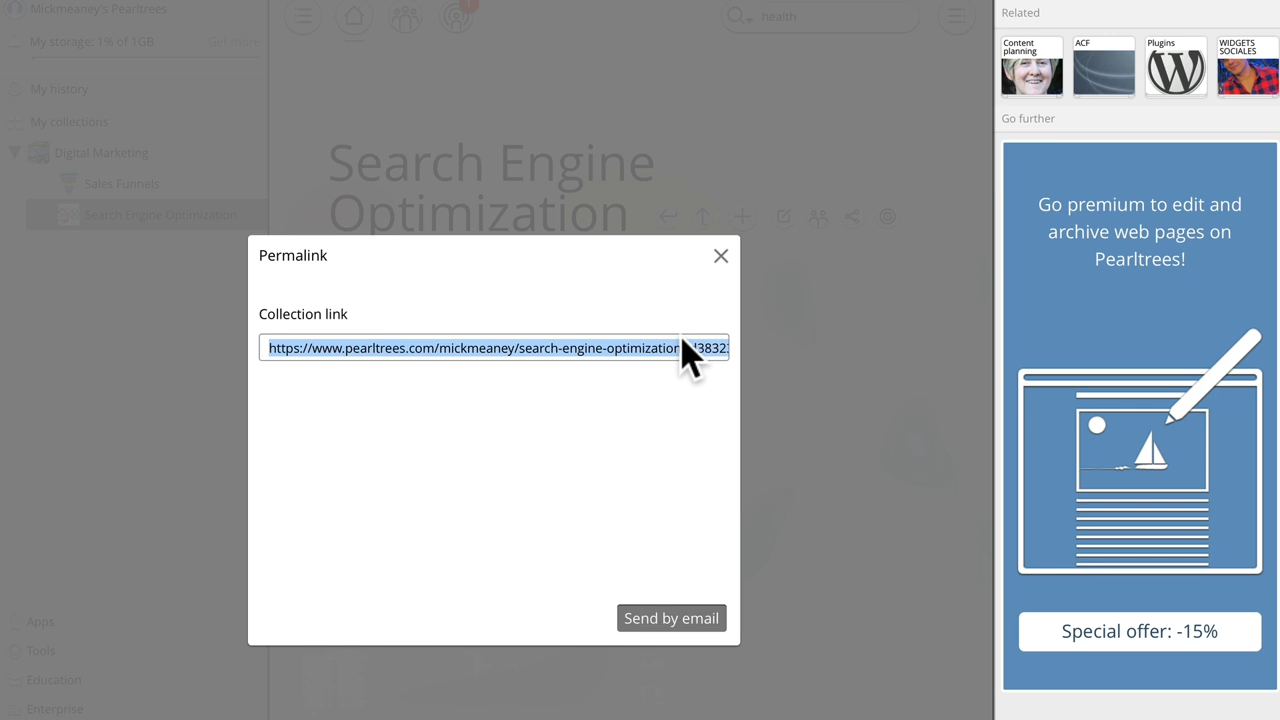 Mickmeaney's Pearltrees
My storage: 1% of 1GB
Get more
My history
My collections
Digital Marketing
Sales Funnels
Search Engine Optimization
Apps
Tools
Education
Enterprise
1
health
Search Engine
Optimization
Permalink
Collection link
https://www.pearltrees.com/mickmeaney/search-engine-optimization
Send by email
Related
Content
planning
ACF
Plugins
WIDGETS
SOCIALES
Go further
Go premium to edit and
archive web pages on
Pearltrees!
Special offer: -15%